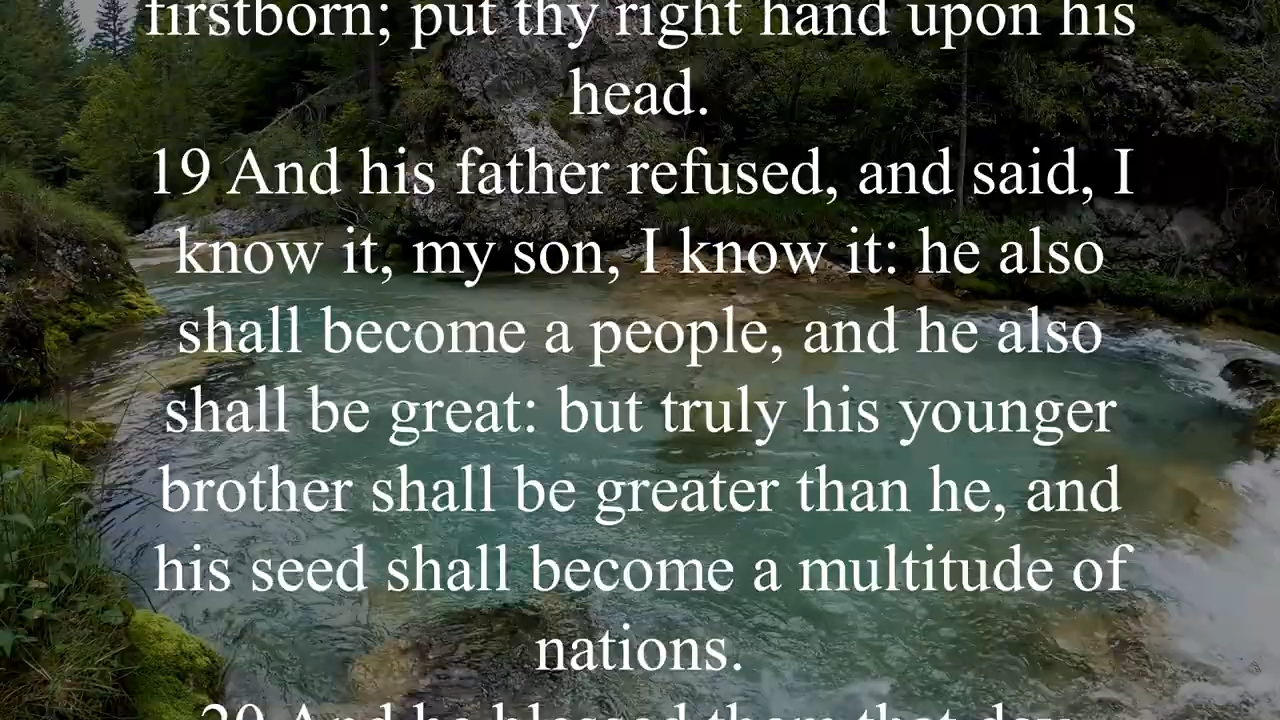 firstborn; put thy right hand upon his
head.
19 And his father refused, and said, I
know it, my son, I know it: he also
shall become a people, and he also
shall be great: but truly his younger
brother shall be greater than he, and
his seed shall become a multitude of
nations.
20 And he blessed them that day,